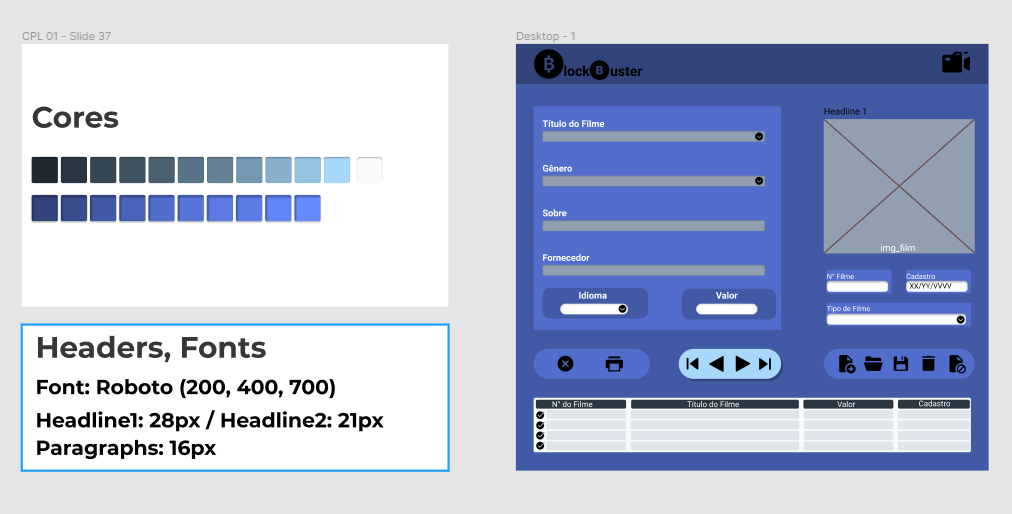 CPL 01 - Slide 37
Cores
Headers, Fonts
Font: Roboto (200, 400, 700)
Headline1: 28px / Headline2: 21px
Paragraphs: 16px
Desktop - 1
BlockBuster
Título do Filme
Gênero
Sobre
Fornecedor
Idioma
Valor
Headline 1
img_film
N° Filme
Cadastro
XX/YY/VVVV
Tipo de Filme
N° do Filme
Título do Filme
Valor
Cadastro